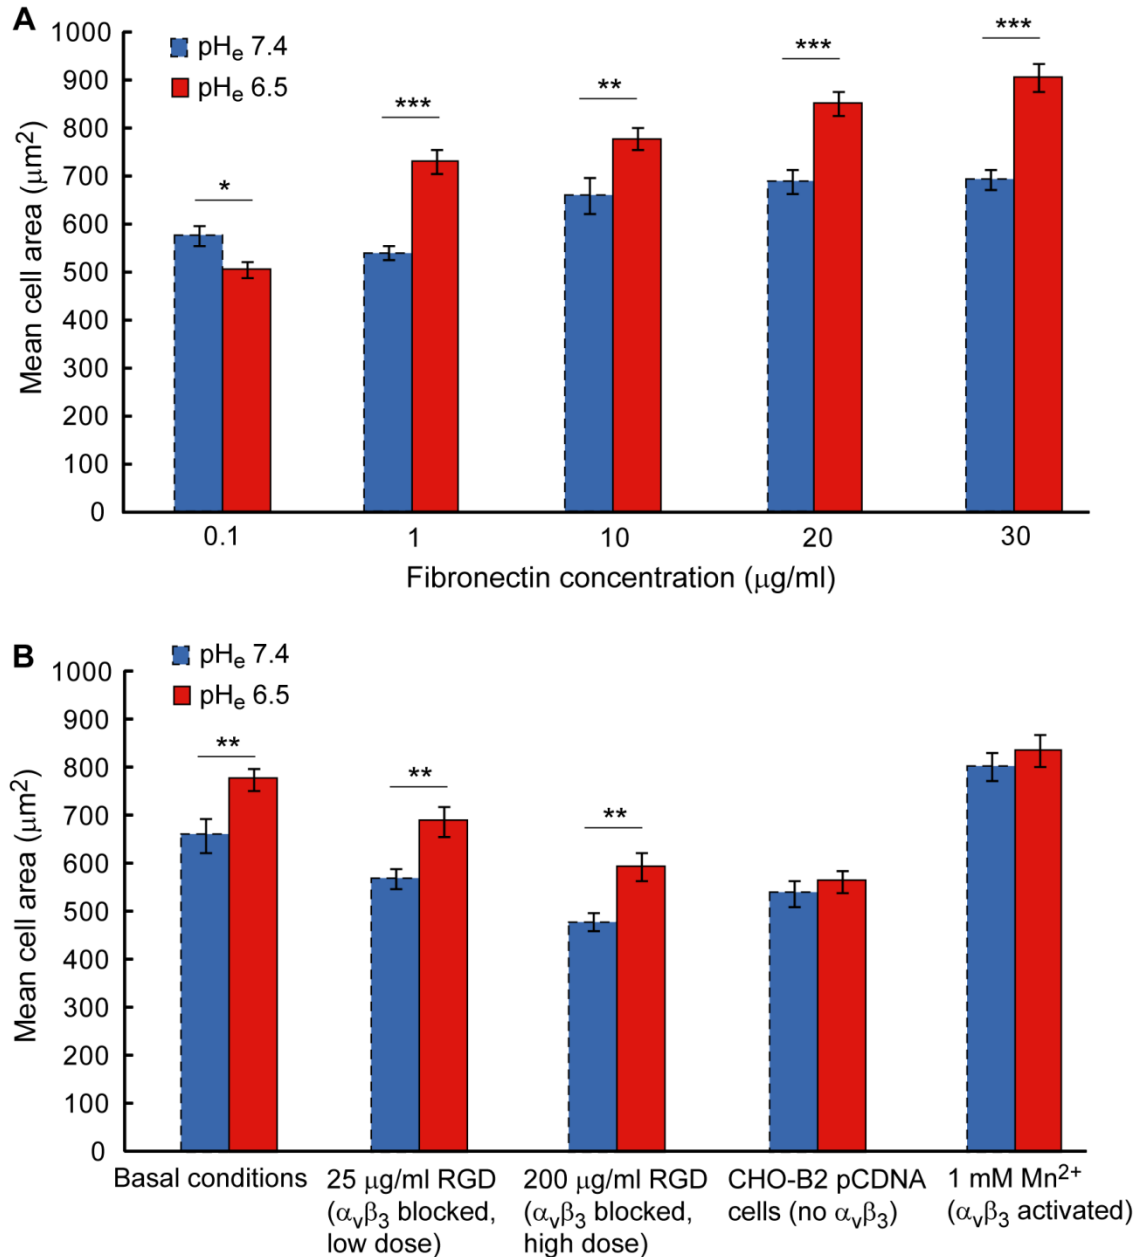 A
pHe 7.4
pHe 6.5
Mean cell area (μm2)
1000
900
800
700
600
500
400
300
200
100
0
*
***
**
***
***
0.1 1 10 20 30
Fibronectin concentration (μg/ml)
B
pHe 7.4
pHe 6.5
Mean cell area (μm2)
1000
900
800
700
600
500
400
300
200
100
0
**
**
**
Basal conditions
25 μg/ml RGD
(αvβ3 blocked,
low dose)
200 μg/ml RGD
(αvβ3 blocked,
high dose)
CHO-B2 pCDNA
cells (no αvβ3)
1 mM Mn2+
(αvβ3 activated)